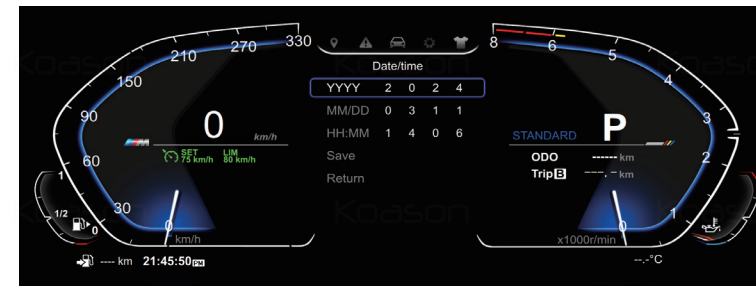 210 270 330
150
90
60
30
0
km/h
0
km/h
SET
75 km/h
LIM
80 km/h
1
1/2
0
---- km 21:45:50 PM
Date/time
YYYY 2 0 2 4
MM/DD 0 3 1 1
HH:MM 1 4 0 6
Save
Return
Koason
8 6 5 4
3
2
1
0
x1000r/min
STANDARD P
ODO ------ km
Trip B ---.- km
--.-°C